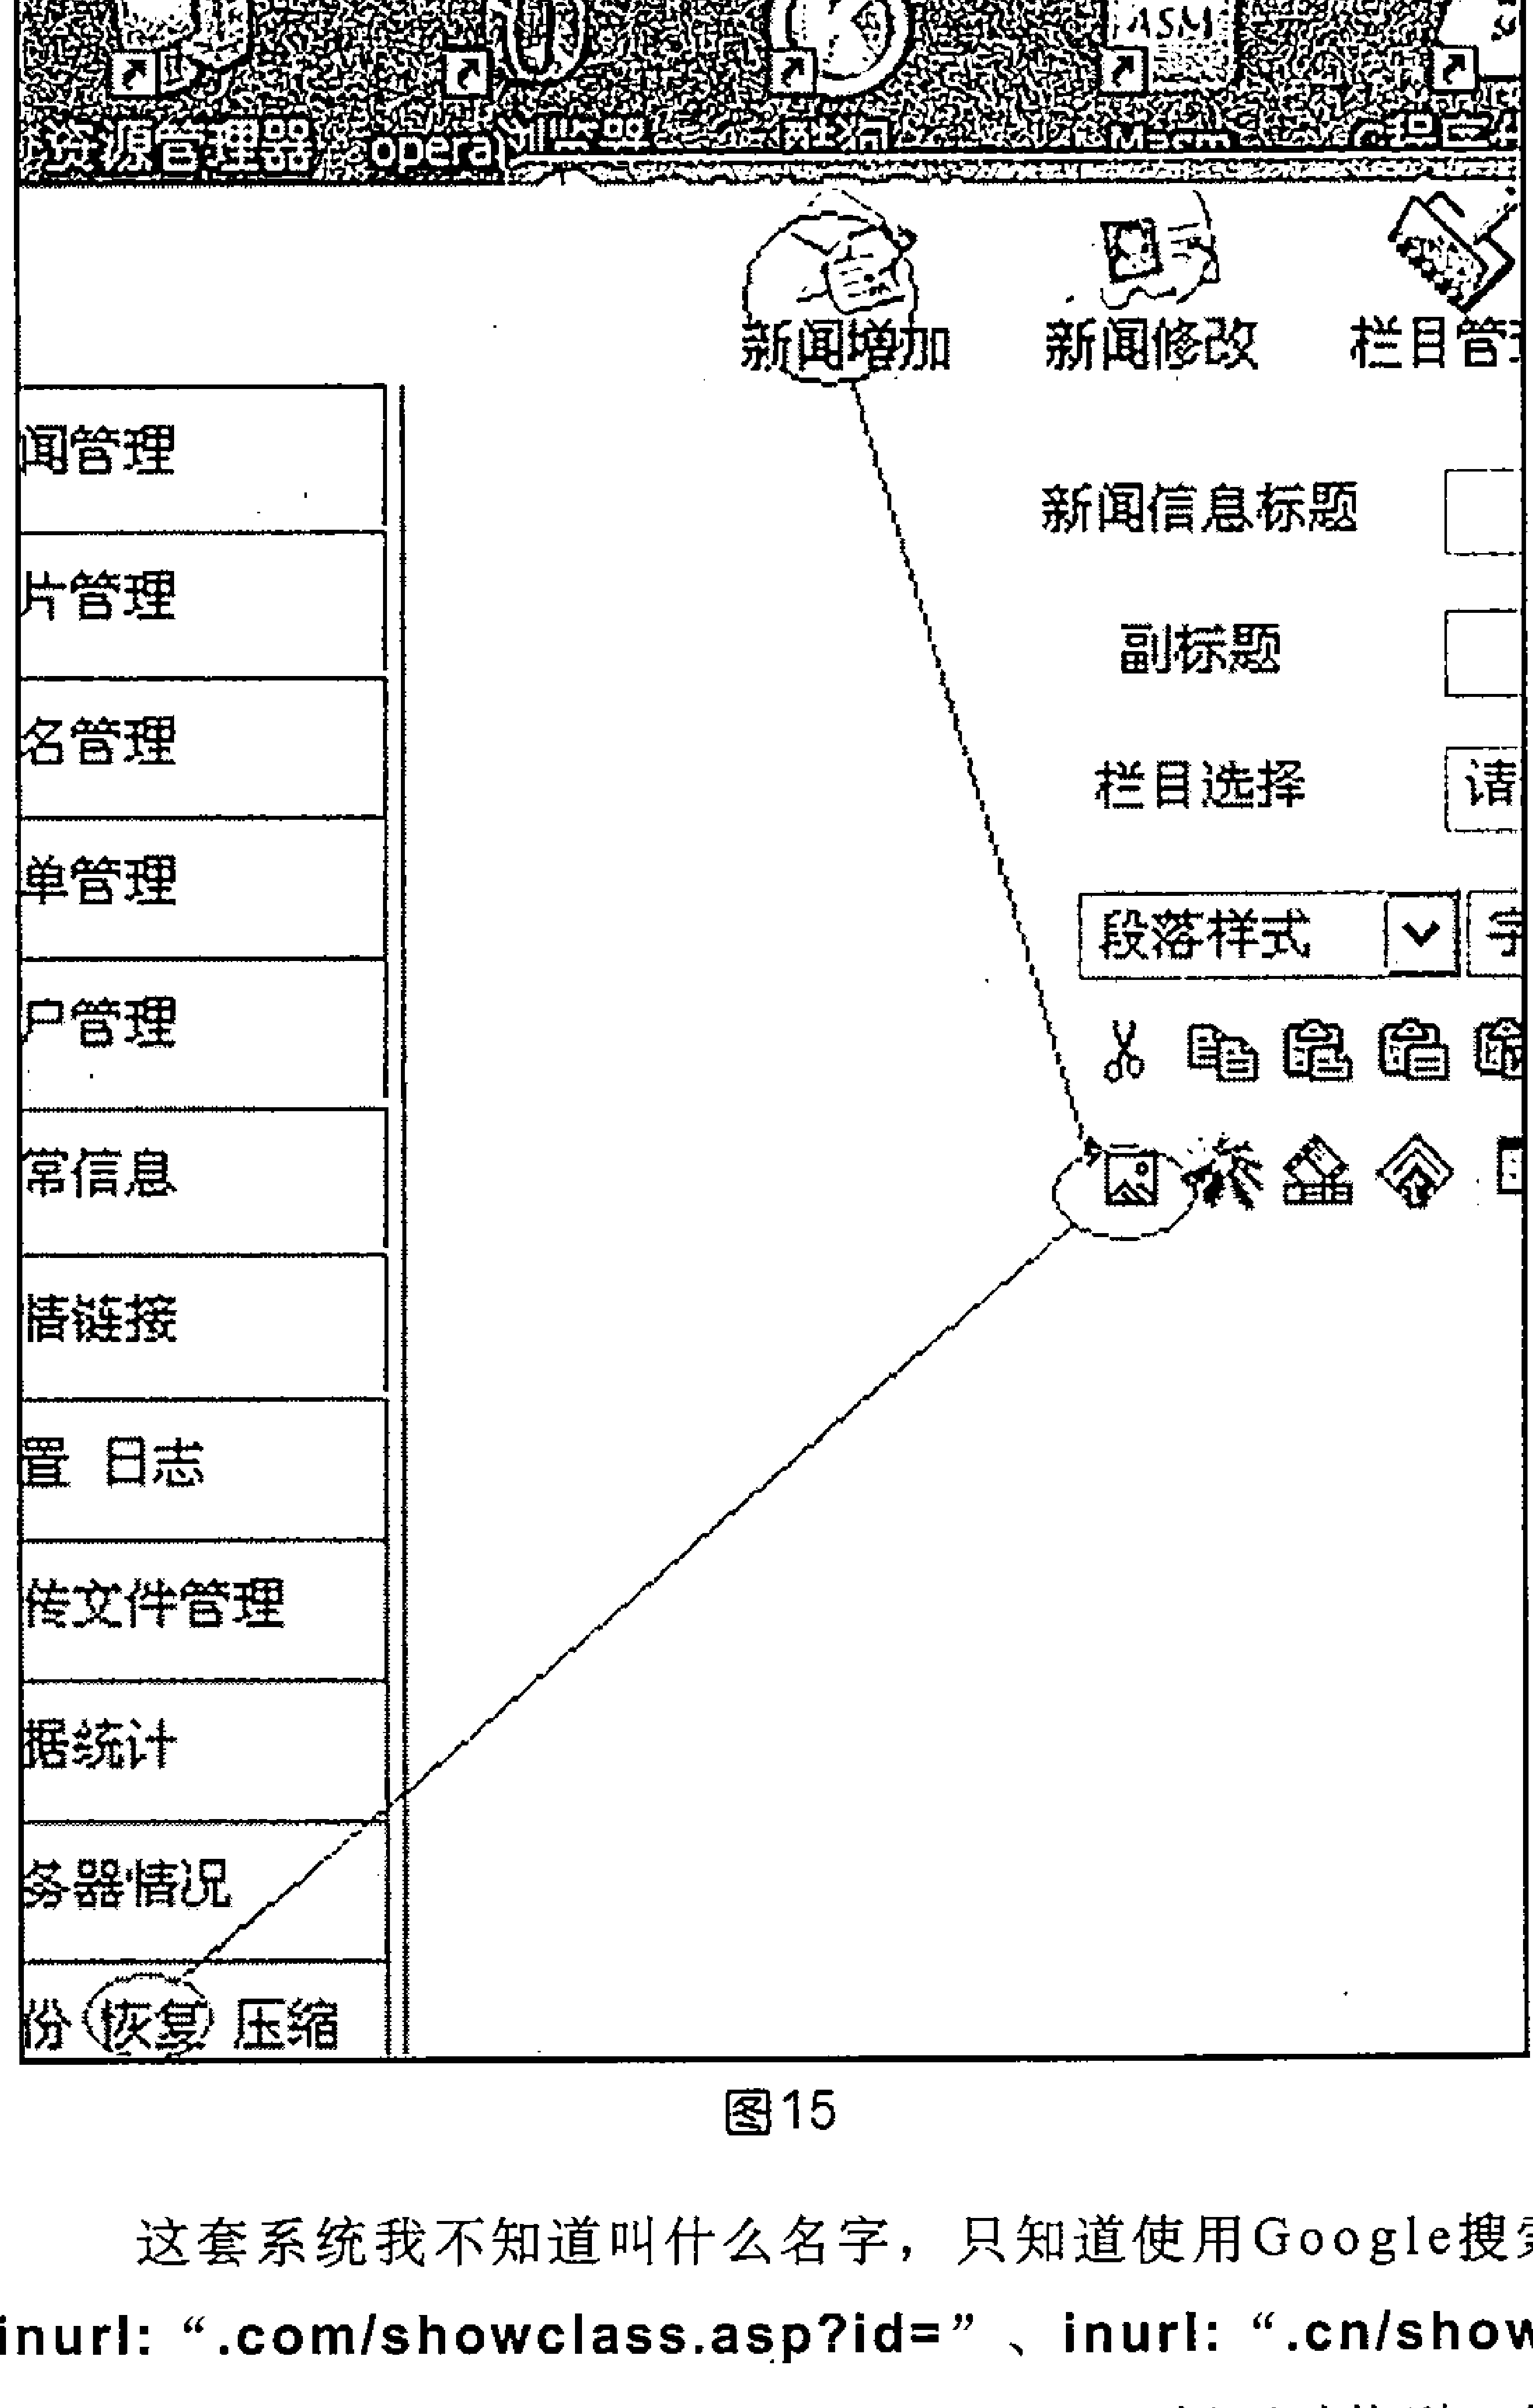 ASM
资源管理器 opera
新闻增加 新闻修改 栏目管
闻管理
新闻信息标题
片管理
副标题
名管理
栏目选择 请
单管理
段落样式 字
户管理
常信息
情链接
置 日志
传文件管理
据统计
务器情况
份 恢复 压缩
图15
这套系统我不知道叫什么名字，只知道使用Google搜索
inurl: “.com/showclass.asp?id=” 、inurl: “.cn/show